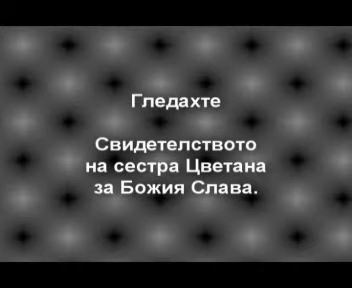 Гледахте
Свидетелството
на сестра Цветана
за Божия Слава.